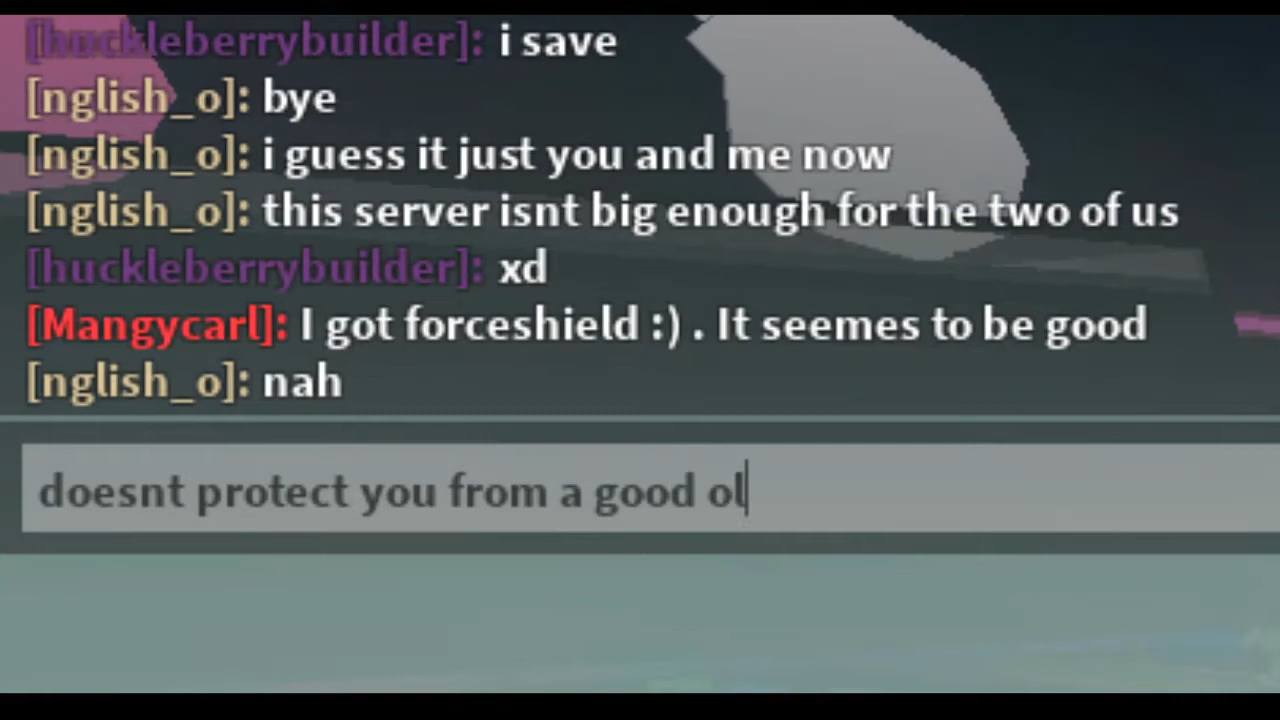 [huckleberrybuilder]: i save
[nglish_o]: bye
[nglish_o]: i guess it just you and me now
[nglish_o]: this server isnt big enough for the two of us
[huckleberrybuilder]: xd
[Mangycarl]: I got forceshield :) . It seemes to be good
[nglish_o]: nah
doesnt protect you from a good ol